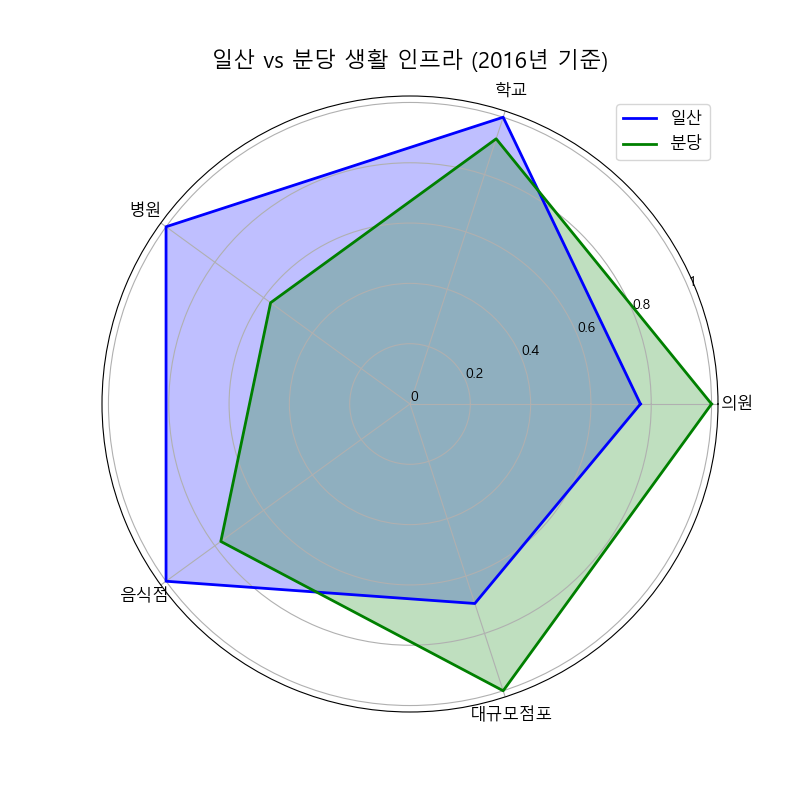 일산 vs 분당 생활 인프라 (2016년 기준)
학교
일산
분당
병원
1
0.8
0.6
0.4
0.2
0
의원
음식점
대규모점포